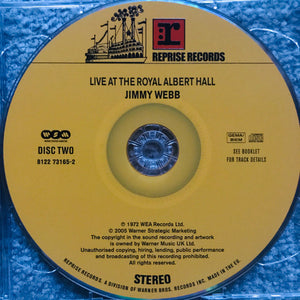 REPRISE RECORDS
LIVE AT THE ROYAL ALBERT HALL
JIMMY WEBB
DISC TWO
8122 73165-2
GEMA/
BIEM
SEE BOOKLET
FOR TRACK DETAILS
℗ 1972 WEA Records Ltd.
© 2005 Warner Strategic Marketing
The copyright in the sound recording and artwork
is owned by Warner Music UK Ltd.
Unauthorised copying, hiring, lending, public performance
and broadcasting of this recording prohibited.
All rights reserved.
STEREO
REPRISE RECORDS. A DIVISION OF WARNER BROS. RECORDS INC. MADE IN THE EU.